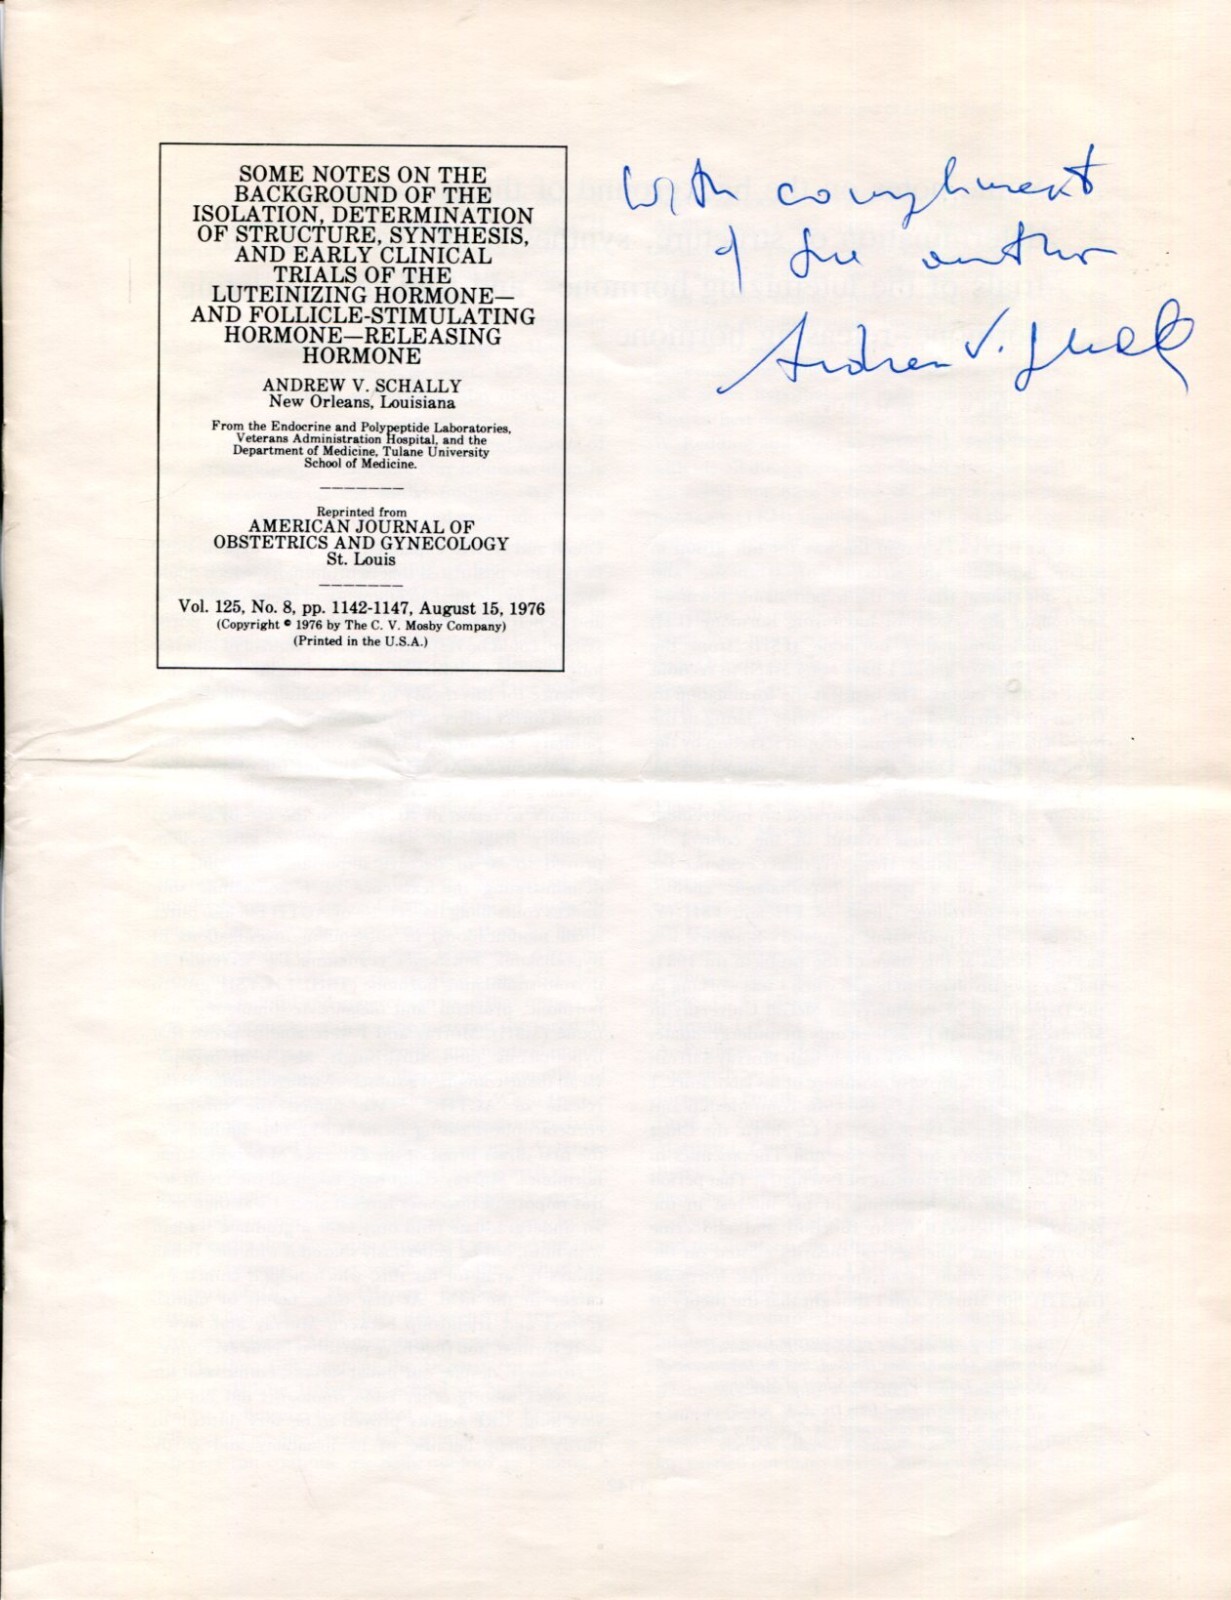 SOME NOTES ON THE
BACKGROUND OF THE
ISOLATION, DETERMINATION
OF STRUCTURE, SYNTHESIS,
AND EARLY CLINICAL
TRIALS OF THE
LUTEINIZING HORMONE—
AND FOLLICLE-STIMULATING
HORMONE—RELEASING
HORMONE
ANDREW V. SCHALLY
New Orleans, Louisiana
From the Endocrine and Polypeptide Laboratories,
Veterans Administration Hospital, and the
Department of Medicine, Tulane University
School of Medicine.
Reprinted from
AMERICAN JOURNAL OF
OBSTETRICS AND GYNECOLOGY
St. Louis
Vol. 125, No. 8, pp. 1142-1147, August 15, 1976
(Copyright © 1976 by The C. V. Mosby Company)
(Printed in the U.S.A.)
With compliment
of the author
Andrew V. Schally